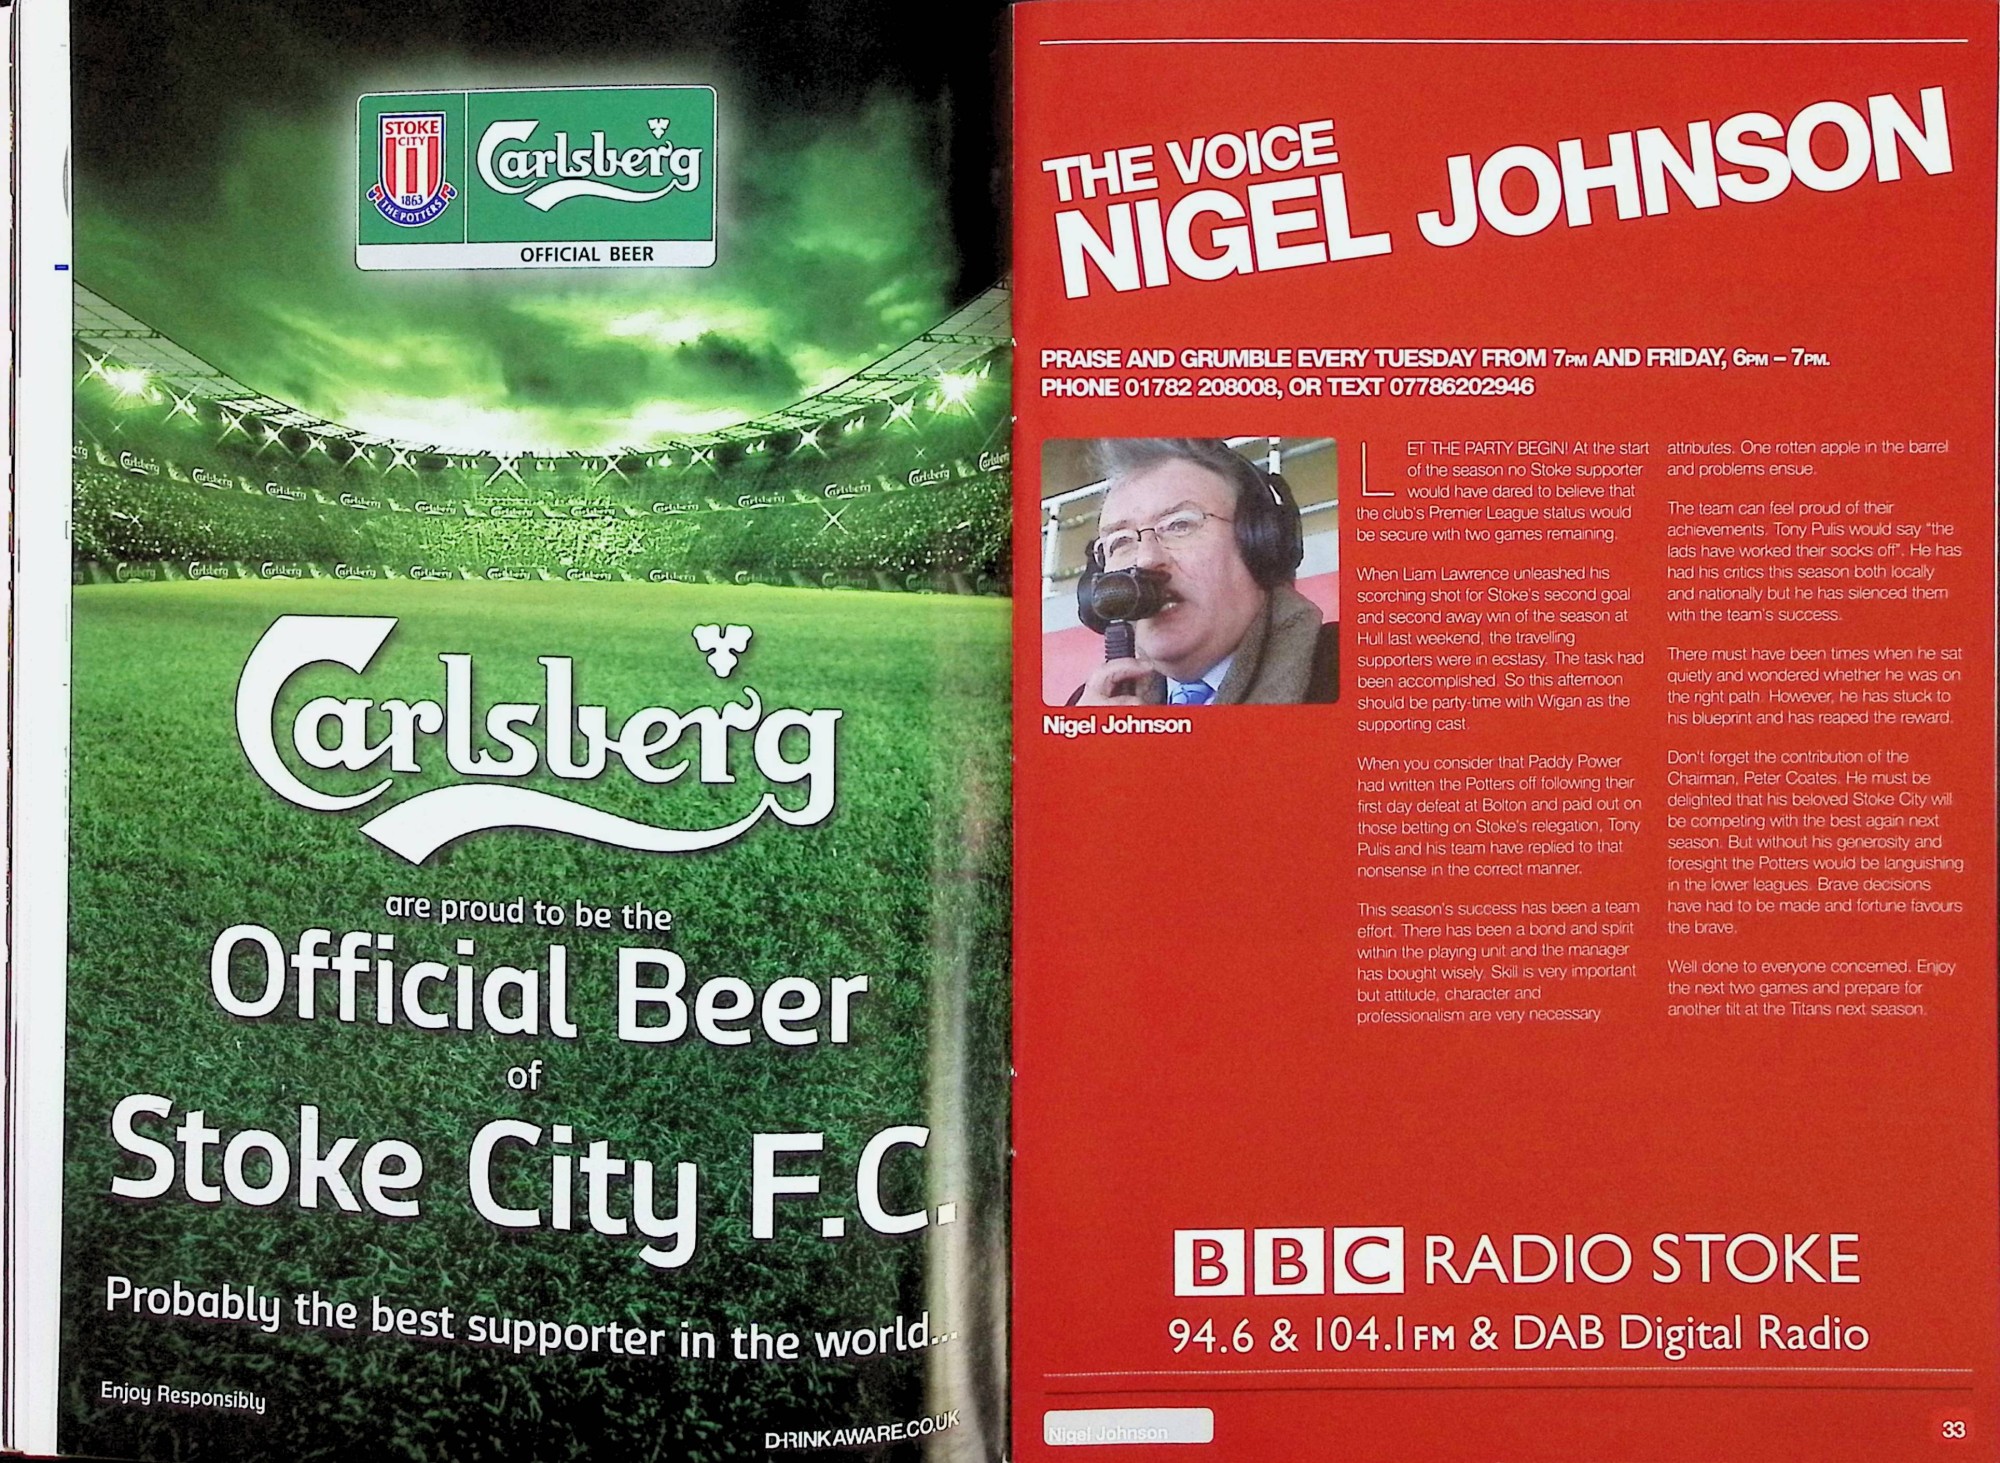 STOKE
CITY
1863
THE POTTERS
Carlsberg
OFFICIAL BEER
Carlsberg
are proud to be the
Official Beer
of
Stoke City F.C.
Probably the best supporter in the world...
Enjoy Responsibly
DRINKAWARE.CO.UK
THE VOICE
NIGEL JOHNSON
PRAISE AND GRUMBLE EVERY TUESDAY FROM 7PM AND FRIDAY, 6PM – 7PM.
PHONE 01782 208008, OR TEXT 07786202946
Nigel Johnson
LET THE PARTY BEGIN! At the start
of the season no Stoke supporter
would have dared to believe that
the club's Premier League status would
be secure with two games remaining.
When Liam Lawrence unleashed his
scorching shot for Stoke's second goal
and second away win of the season at
Hull last weekend, the travelling
supporters were in ecstasy. The task had
been accomplished. So this afternoon
should be party-time with Wigan as the
supporting cast.
When you consider that Paddy Power
had written the Potters off following their
first day defeat at Bolton and paid out on
those betting on Stoke's relegation, Tony
Pulis and his team have replied to that
nonsense in the correct manner.
This season's success has been a team
effort. There has been a bond and spirit
within the playing unit and the manager
has bought wisely. Skill is very important
but attitude, character and
professionalism are very necessary
attributes. One rotten apple in the barrel
and problems ensue.
The team can feel proud of their
achievements. Tony Pulis would say "the
lads have worked their socks off". He has
had his critics this season both locally
and nationally but he has silenced them
with the team's success.
There must have been times when he sat
quietly and wondered whether he was on
the right path. However, he has stuck to
his blueprint and has reaped the reward.
Don't forget the contribution of the
Chairman, Peter Coates. He must be
delighted that his beloved Stoke City will
be competing with the best again next
season. But without his generosity and
foresight the Potters would be languishing
in the lower leagues. Brave decisions
have had to be made and fortune favours
the brave.
Well done to everyone concerned. Enjoy
the next two games and prepare for
another tilt at the Titans next season.
BBC RADIO STOKE
94.6 & 104.1FM & DAB Digital Radio
Nigel Johnson
33